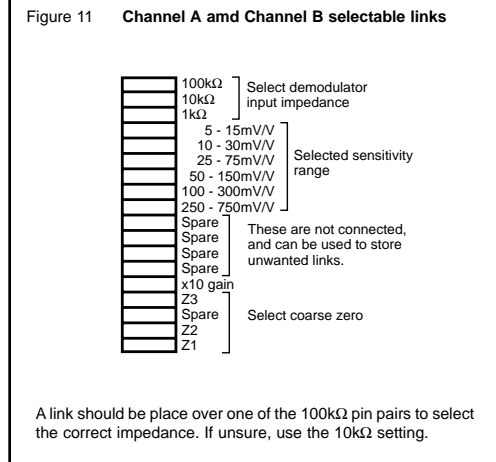 Figure 11 Channel A amd Channel B selectable links
100kΩ
10kΩ
1kΩ
Select demodulator
input impedance
5 - 15mV/V
10 - 30mV/V
25 - 75mV/V
50 - 150mV/V
100 - 300mV/V
250 - 750mV/V
Selected sensitivity
range
Spare
Spare
Spare
Spare
These are not connected,
and can be used to store
unwanted links.
x10 gain
Z3
Spare
Z2
Z1
Select coarse zero
A link should be place over one of the 100kΩ pin pairs to select
the correct impedance. If unsure, use the 10kΩ setting.